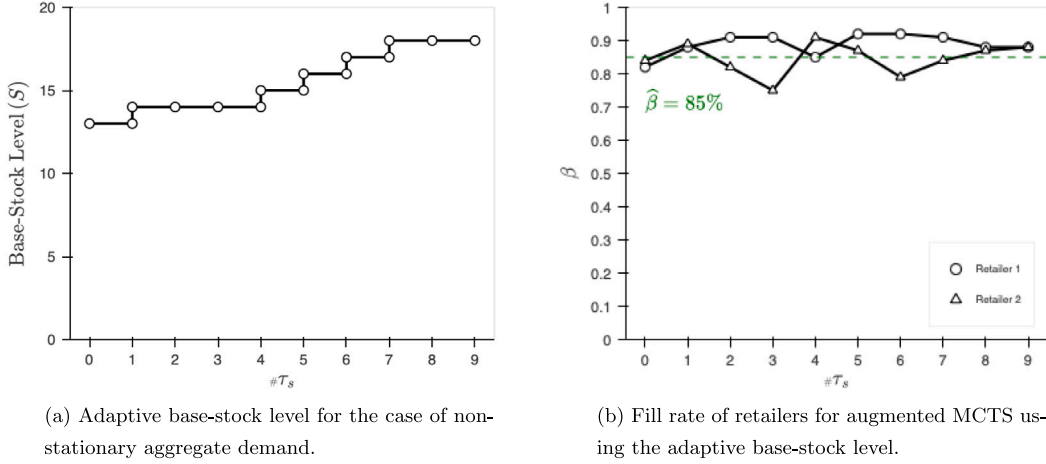 20
15
10
5
0
Base-Stock Level (S)
0 1 2 3 4 5 6 7 8 9
#τs
(a) Adaptive base-stock level for the case of non-
stationary aggregate demand.
1
0.9
0.8
0.7
0.6
1
0.4
0.3
0.2
0.1
0
β
β̂ = 85%
Retailer 1
Retailer 2
0 1 2 3 4 5 6 7 8 9
#τs
(b) Fill rate of retailers for augmented MCTS us-
ing the adaptive base-stock level.